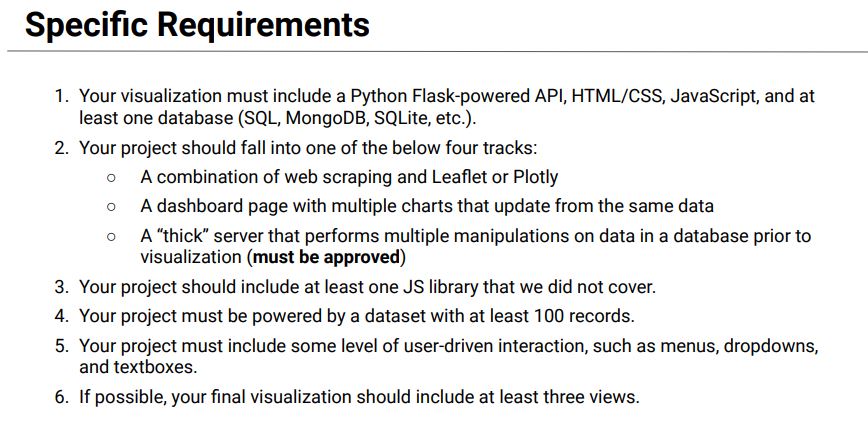 Specific Requirements
1. Your visualization must include a Python Flask-powered API, HTML/CSS, JavaScript, and at
least one database (SQL, MongoDB, SQLite, etc.).
2. Your project should fall into one of the below four tracks:
○ A combination of web scraping and Leaflet or Plotly
○ A dashboard page with multiple charts that update from the same data
○ A “thick” server that performs multiple manipulations on data in a database prior to
visualization (must be approved)
3. Your project should include at least one JS library that we did not cover.
4. Your project must be powered by a dataset with at least 100 records.
5. Your project must include some level of user-driven interaction, such as menus, dropdowns,
and textboxes.
6. If possible, your final visualization should include at least three views.